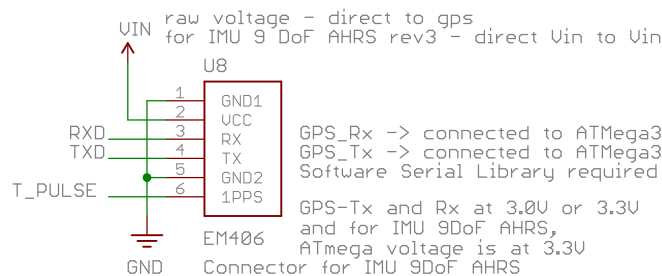 raw voltage - direct to gps
VIN for IMU 9 DoF AHRS rev3 - direct Vin to Vin
U8
1 GND1
2 VCC
RXD 3 RX GPS_Rx -> connected to ATMega3
TXD 4 TX GPS_Tx -> connected to ATMega3
5 GND2 Software Serial Library required
T_PULSE 6 1PPS
GPS-Tx and Rx at 3.0V or 3.3V
and for IMU 9DoF AHRS,
EM406 ATmega voltage is at 3.3V
GND Connector for IMU 9DoF AHRS